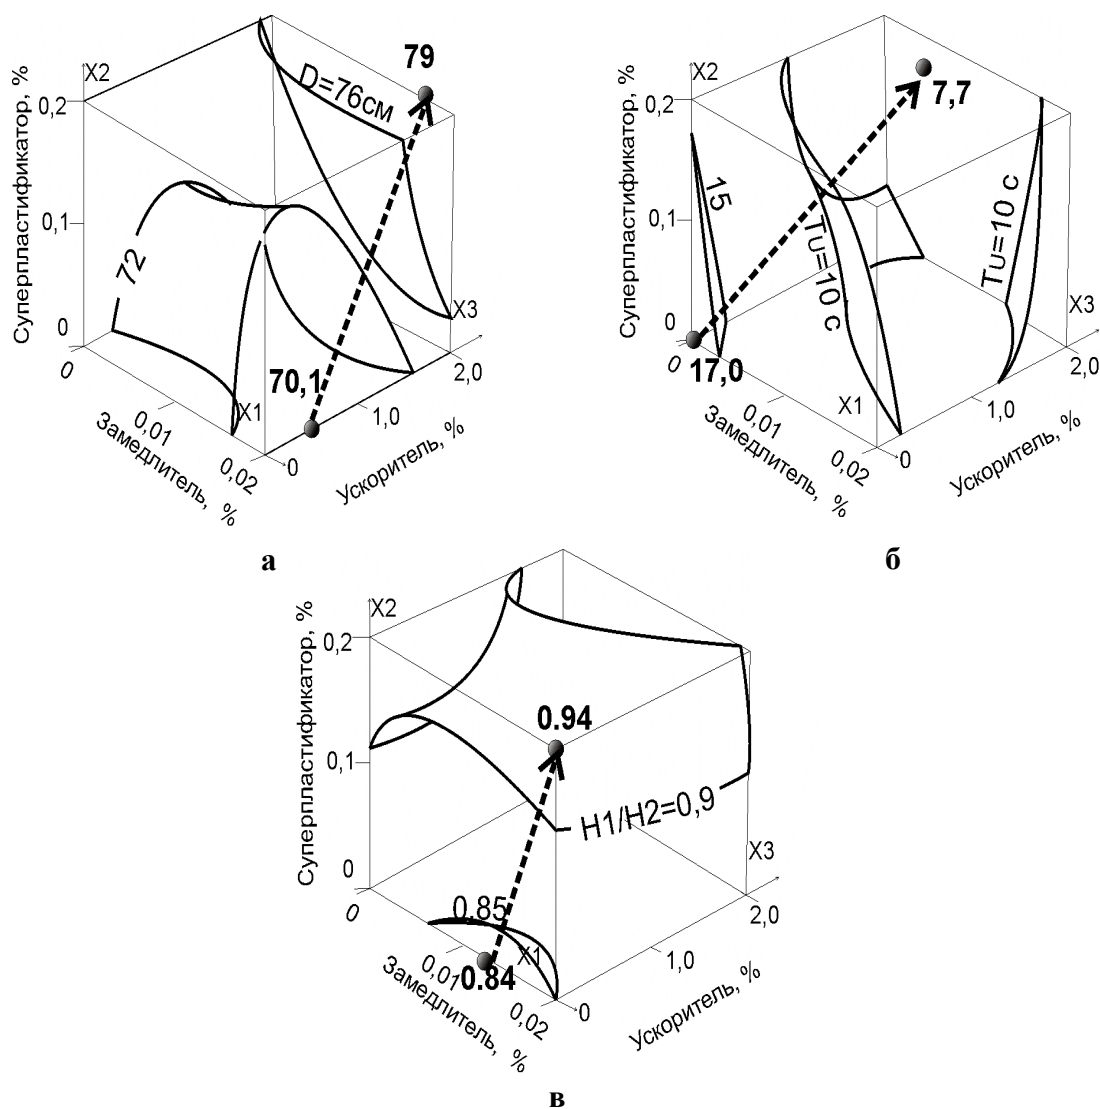 79
X2
D=76см
0,2
Суперпластификатор, %
0,1
72
0
X3
0
70,1
2,0
X1
0,01
1,0
Замедлитель, %
0,02
0
Ускоритель, %
а
X2
0,2
7,7
Суперпластификатор, %
15
0,1
Tυ=10 с
Tυ=10 с
0
X3
0
17,0
2,0
X1
0,01
1,0
Замедлитель, %
0,02
0
Ускоритель, %
б
X2
0,2
Суперпластификатор, %
0.94
0,1
H1/H2=0,9
X3
0
0
0.85
2,0
X1
0,01
0.84
1,0
Замедлитель, %
0,02
0
Ускоритель, %
в